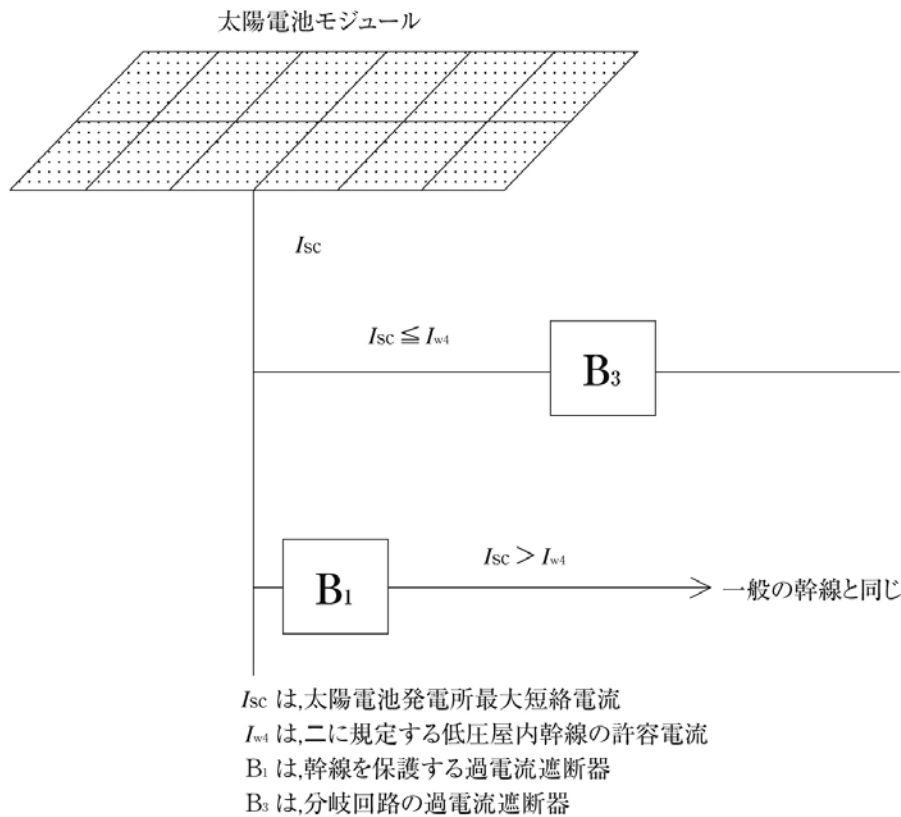 太陽電池モジュール
Isc
Isc ≦ Iw4
B3
Isc > Iw4
B1
一般の幹線と同じ
Isc は,太陽電池発電所最大短絡電流
Iw4 は,二に規定する低圧屋内幹線の許容電流
B1 は,幹線を保護する過電流遮断器
B3 は,分岐回路の過電流遮断器